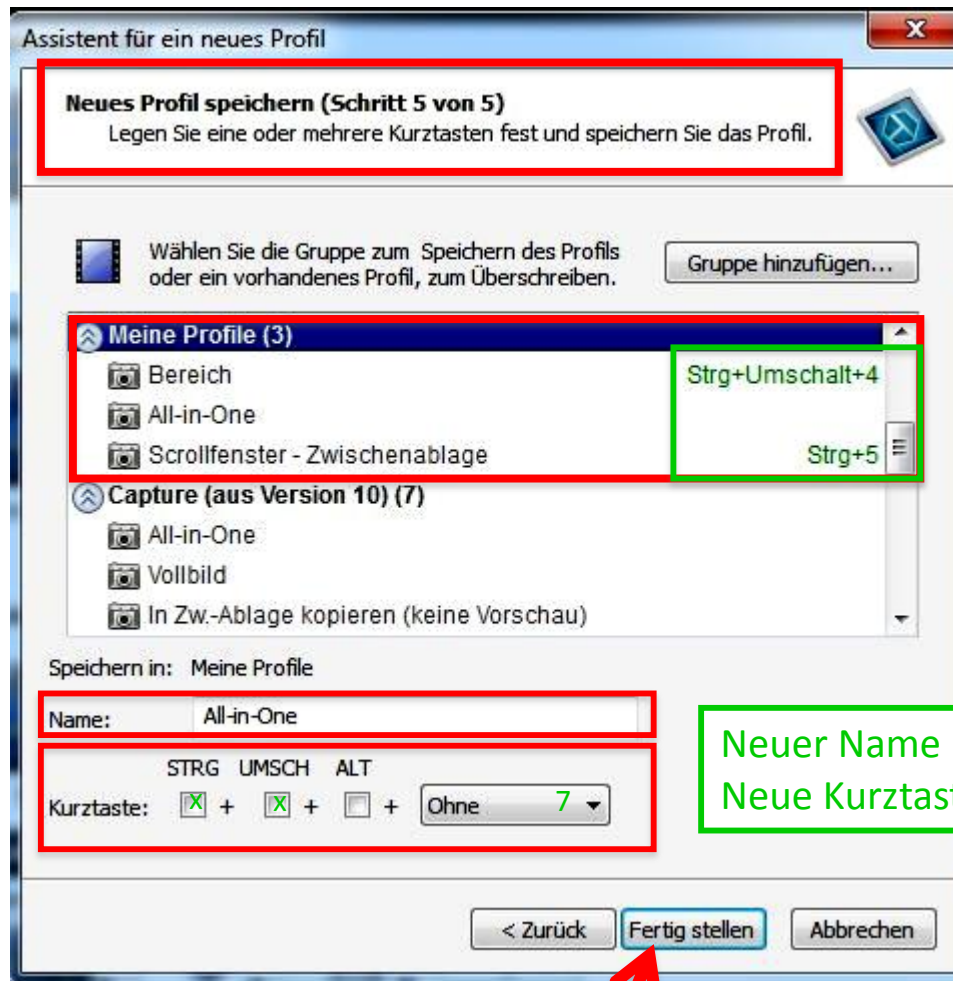 Assistent für ein neues Profil
Neues Profil speichern (Schritt 5 von 5)
Legen Sie eine oder mehrere Kurztasten fest und speichern Sie das Profil.
Wählen Sie die Gruppe zum Speichern des Profils
oder ein vorhandenes Profil, zum Überschreiben.
Gruppe hinzufügen...
Meine Profile (3)
Bereich Strg+Umschalt+4
All-in-One
Scrollfenster - Zwischenablage Strg+5
Capture (aus Version 10) (7)
All-in-One
Vollbild
In Zw.-Ablage kopieren (keine Vorschau)
Speichern in: Meine Profile
Name: All-in-One
STRG UMSCH ALT
Kurztaste: X + X + + Ohne 7
Neuer Name
Neue
< Zurück Fertig stellen Abbrechen